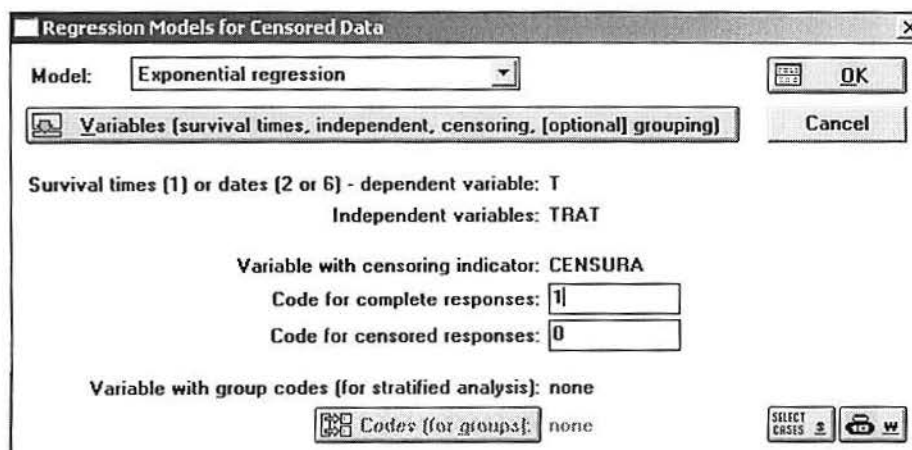 Regression Models for Censored Data
Model: Exponential regression
OK
Variables (survival times, independent, censoring, [optional] grouping)
Cancel
Survival times (1) or dates (2 or 6) - dependent variable: T
Independent variables: TRAT
Variable with censoring indicator: CENSURA
Code for complete responses: 1
Code for censored responses: 0
Variable with group codes (for stratified analysis): none
Codes (for groups): none
SELECT
CASES S
W